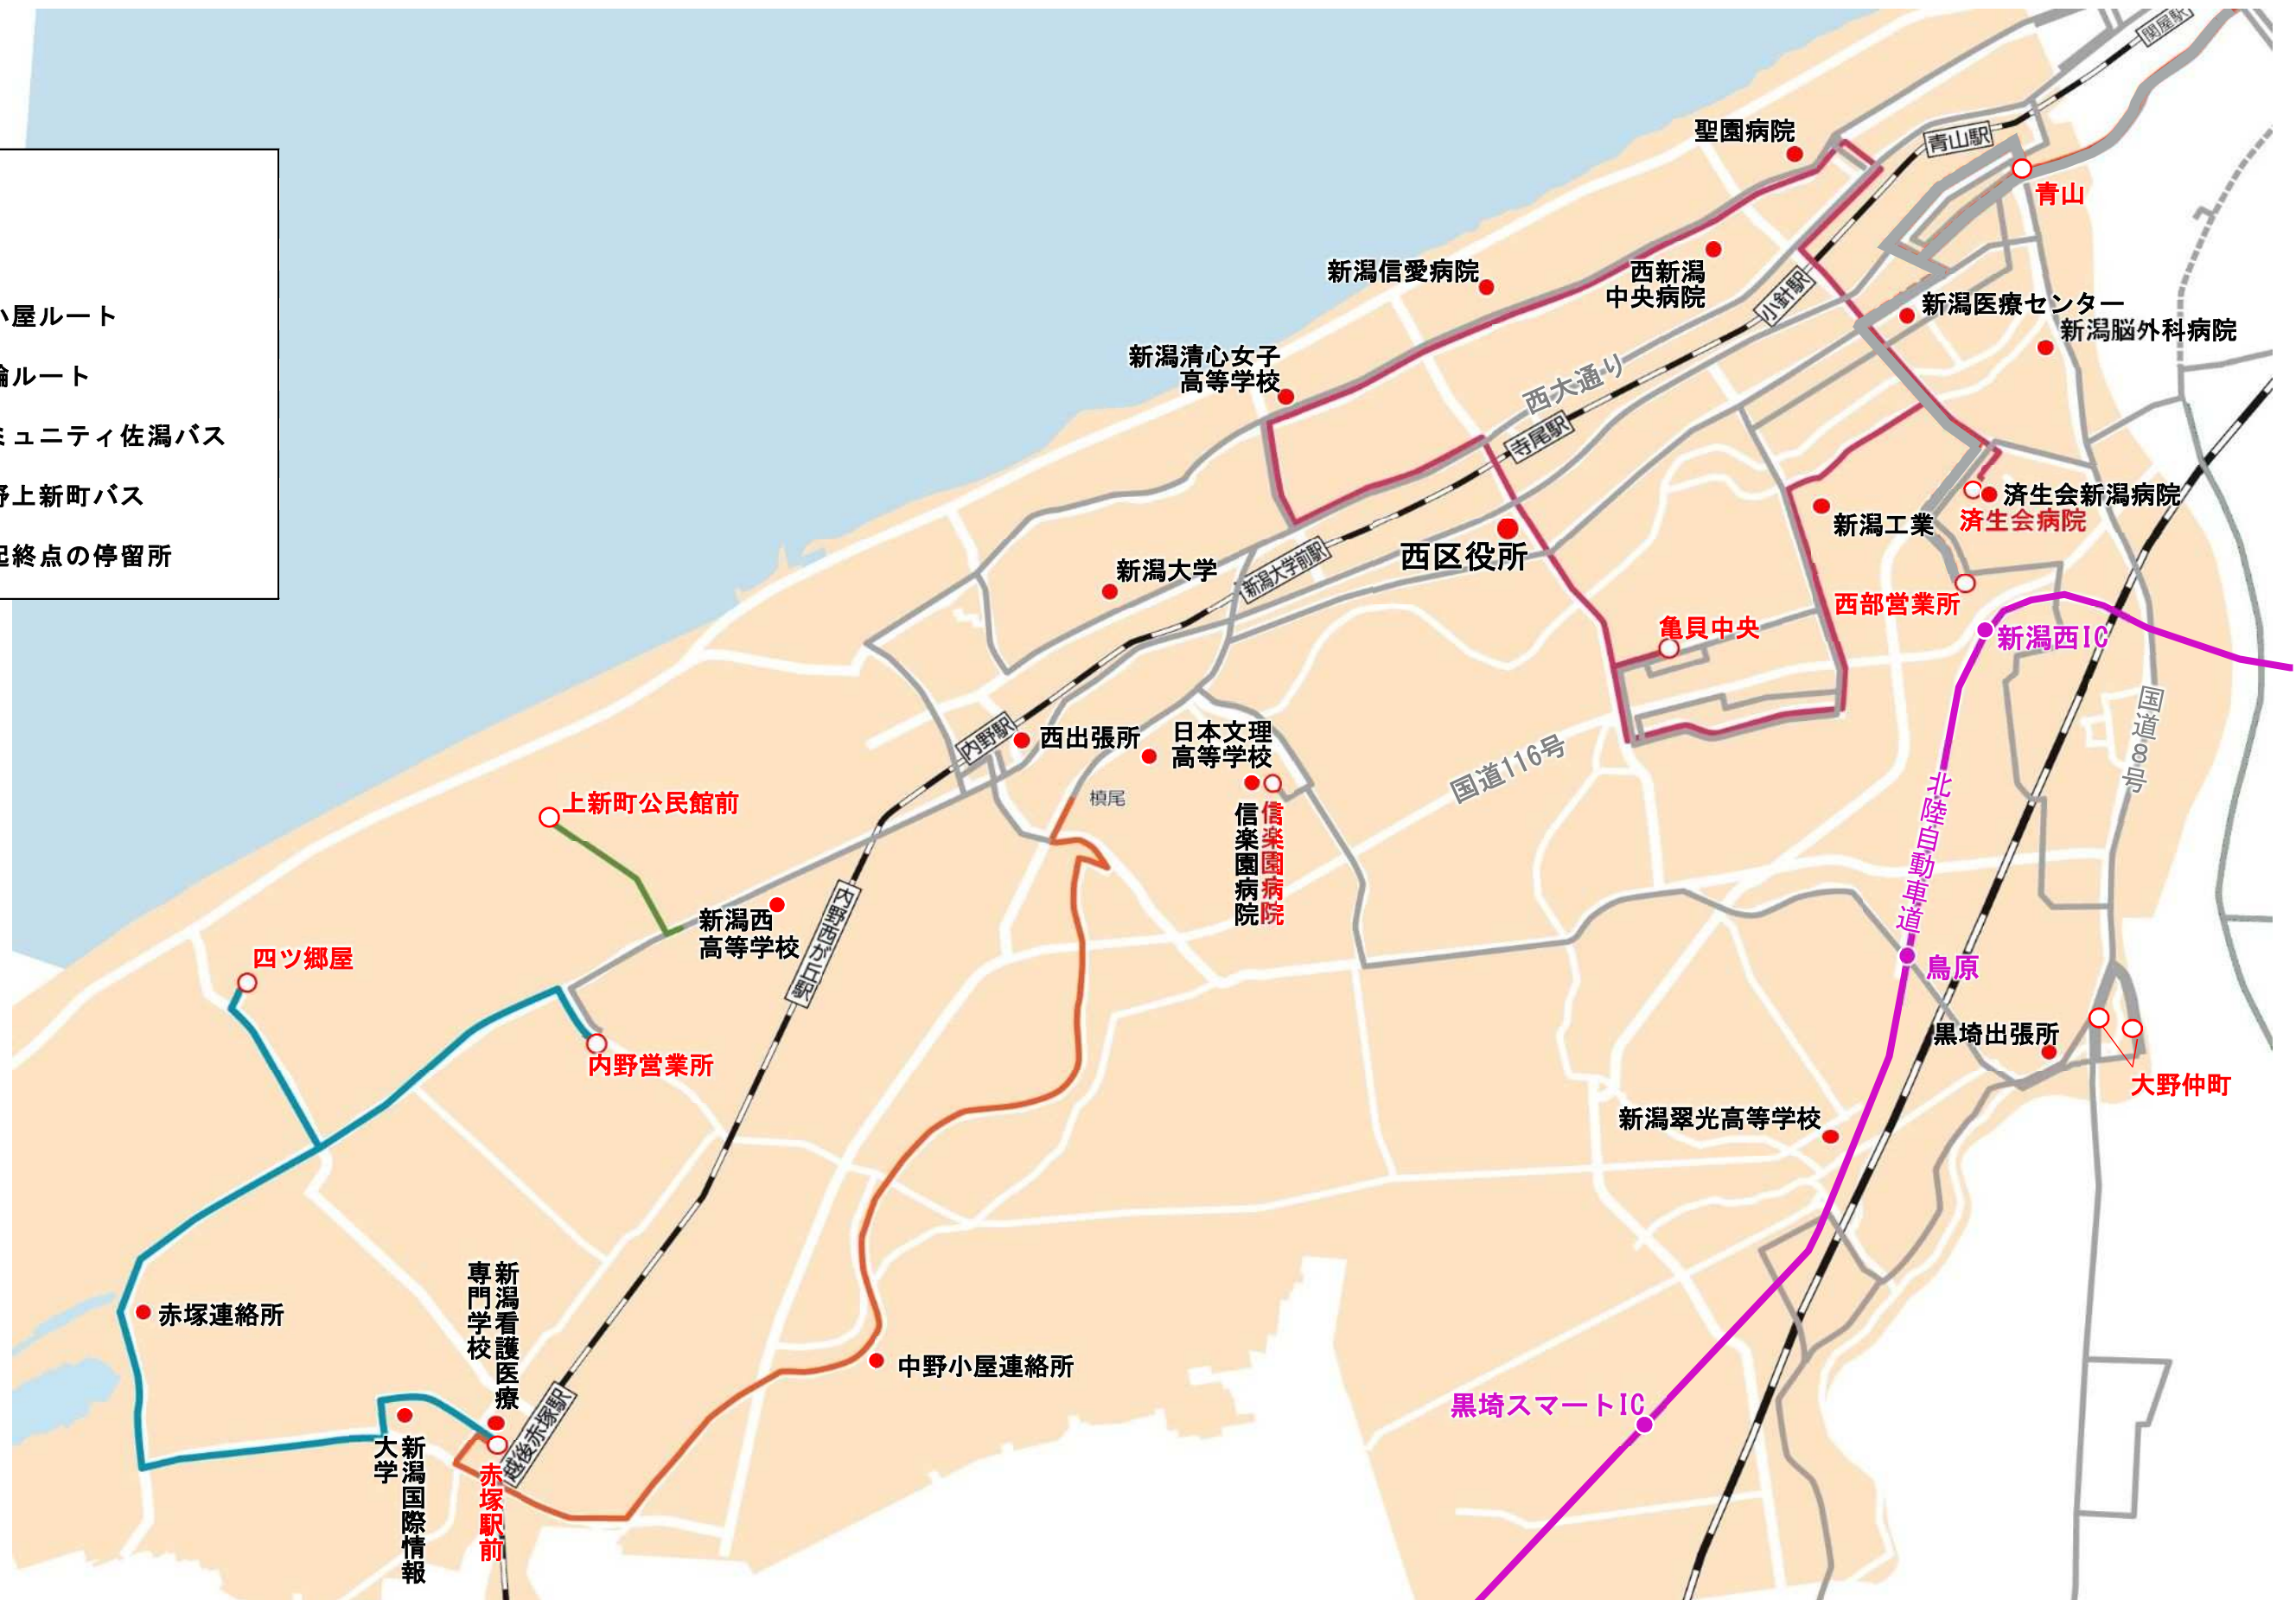 小屋ルート
輪ルート
ミュニティ佐潟バス
野上新町バス
起終点の停留所
関屋駅
聖園病院
青山駅
青山
新潟信愛病院
西新潟
中央病院
小針駅
新潟医療センター
新潟脳外科病院
新潟清心女子
高等学校
西大通り
寺尾駅
済生会新潟病院
済生会病院
新潟工業
西区役所
新潟大学前駅
新潟大学
西部営業所
亀貝中央
新潟西IC
国道8号
内野駅
西出張所
日本文理
高等学校
国道116号
槙尾
信楽園病院
信楽園病院
北陸自動車道
上新町公民館前
新潟西
高等学校
内野西が丘駅
四ツ郷屋
内野営業所
鳥原
黒埼出張所
大野仲町
新潟翠光高等学校
赤塚連絡所
新潟看護医療
専門学校
中野小屋連絡所
越後赤塚駅
黒埼スマートIC
新潟国際情報
大学
赤塚駅前